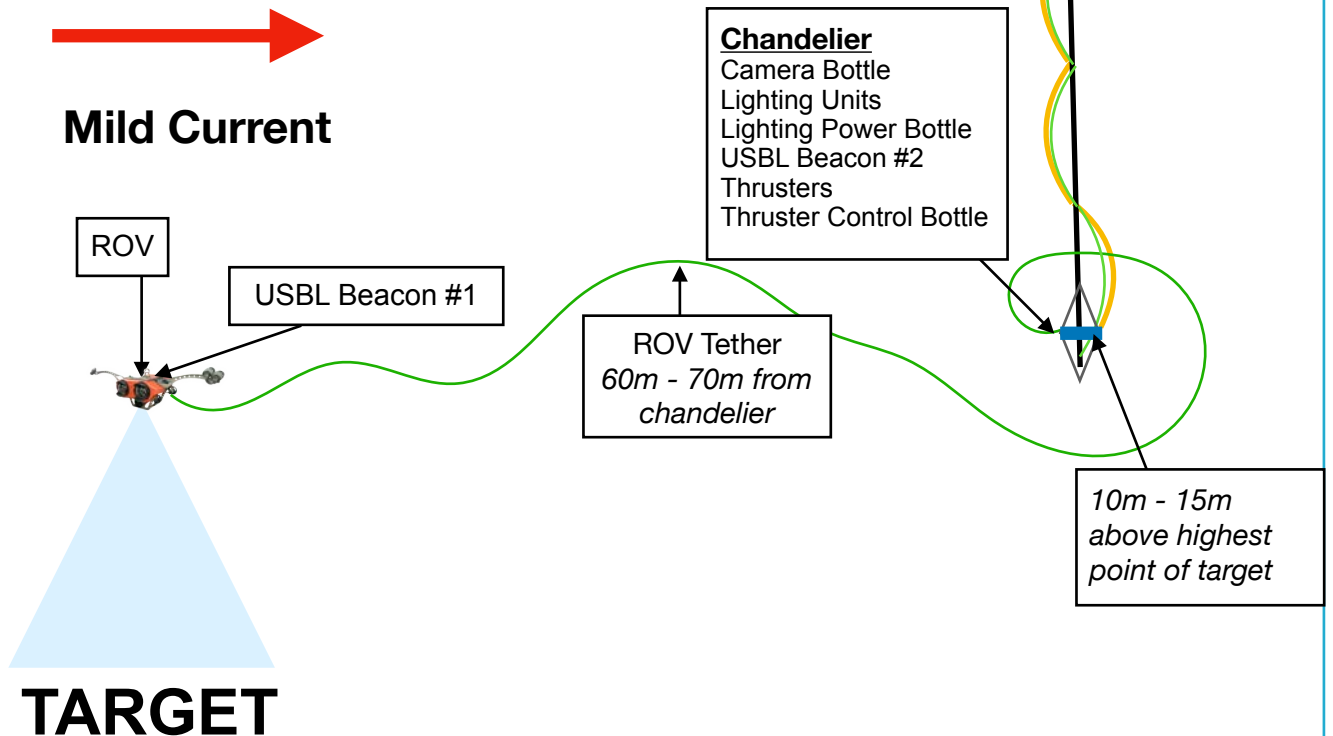 Mild Current
Chandelier
Camera Bottle
Lighting Units
Lighting Power Bottle
USBL Beacon #2
Thrusters
Thruster Control Bottle
ROV
USBL Beacon #1
ROV Tether
60m - 70m from
chandelier
10m - 15m
above highest
point of target
TARGET